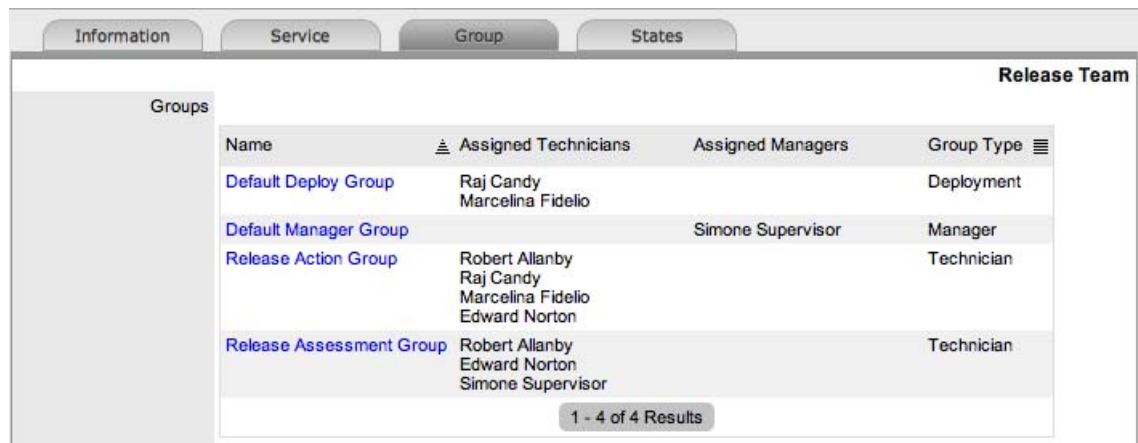 Information Service Group States
Release Team
Groups
Name Assigned Technicians Assigned Managers Group Type
Default Deploy Group Raj Candy Deployment
Marcelina Fidelio
Default Manager Group Simone Supervisor Manager
Release Action Group Robert Allanby Technician
Raj Candy
Marcelina Fidelio
Edward Norton
Release Assessment Group Robert Allanby Technician
Edward Norton
Simone Supervisor
1 - 4 of 4 Results